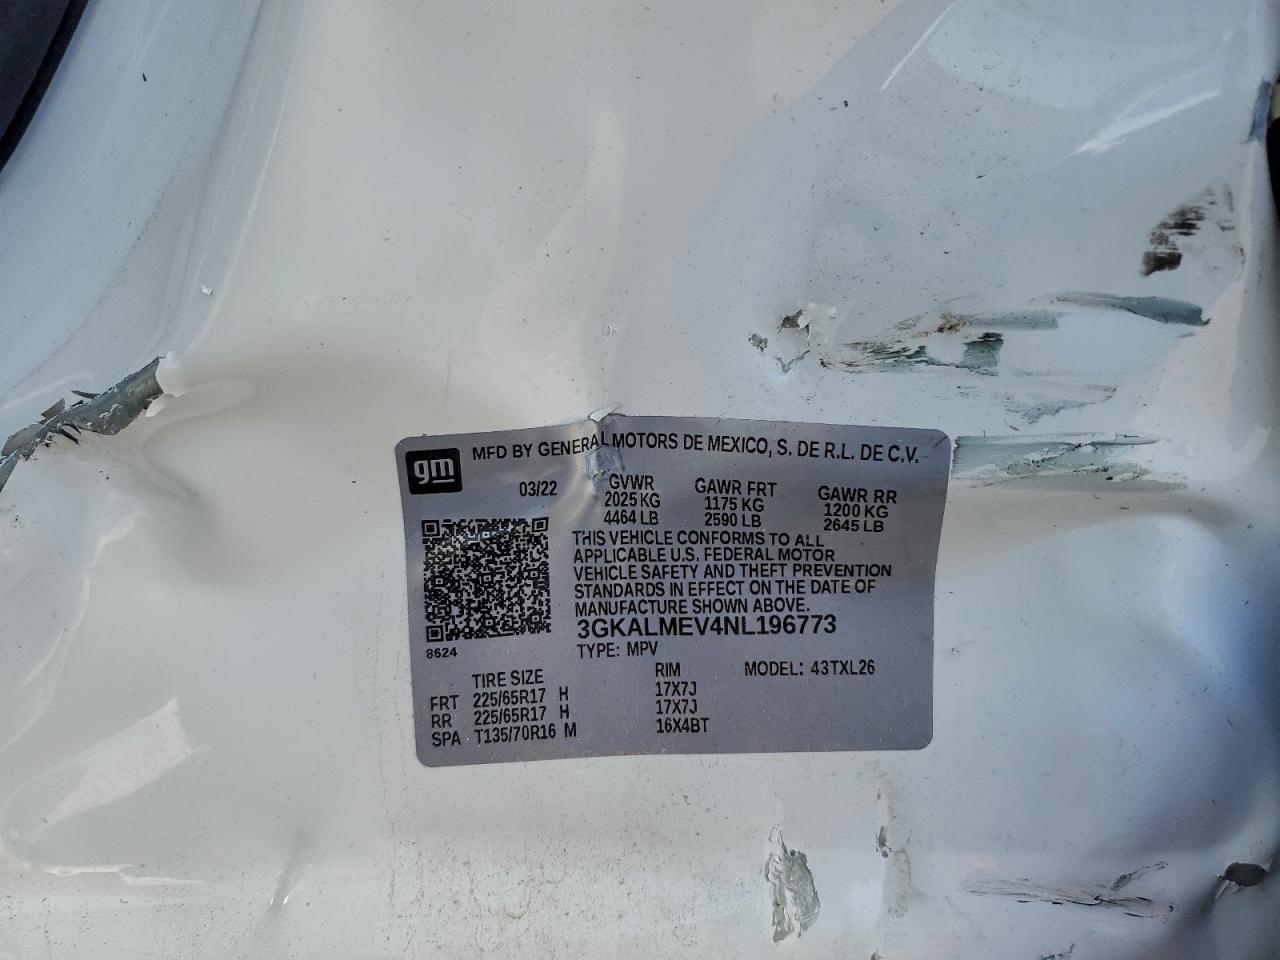 gm
MFD BY GENERAL MOTORS DE MEXICO, S. DE R.L. DE C.V.
03/22 GVWR GAWR FRT GAWR RR
2025 KG 1175 KG 1200 KG
4464 LB 2590 LB 2645 LB
THIS VEHICLE CONFORMS TO ALL
APPLICABLE U.S. FEDERAL MOTOR
VEHICLE SAFETY AND THEFT PREVENTION
STANDARDS IN EFFECT ON THE DATE OF
MANUFACTURE SHOWN ABOVE.
3GKALMEV4NL196773
8624 TYPE: MPV
TIRE SIZE RIM MODEL: 43TXL26
FRT 225/65R17 H 17X7J
RR 225/65R17 H 17X7J
SPA T135/70R16 M 16X4BT